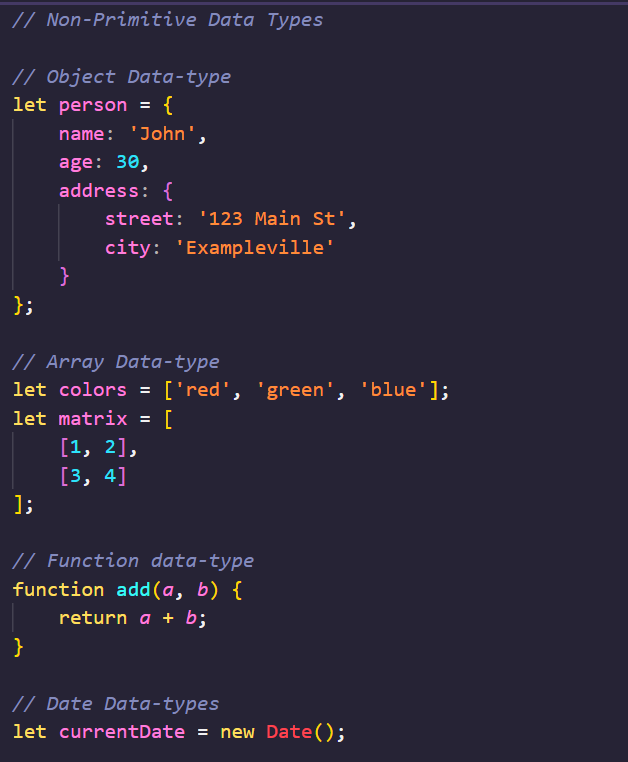 // Non-Primitive Data Types
// Object Data-type
let person = {
    name: 'John',
    age: 30,
    address: {
        street: '123 Main St',
        city: 'Exampleville'
    }
};
// Array Data-type
let colors = ['red', 'green', 'blue'];
let matrix = [
    [1, 2],
    [3, 4]
];
// Function data-type
function add(a, b) {
    return a + b;
}
// Date Data-types
let currentDate = new Date();